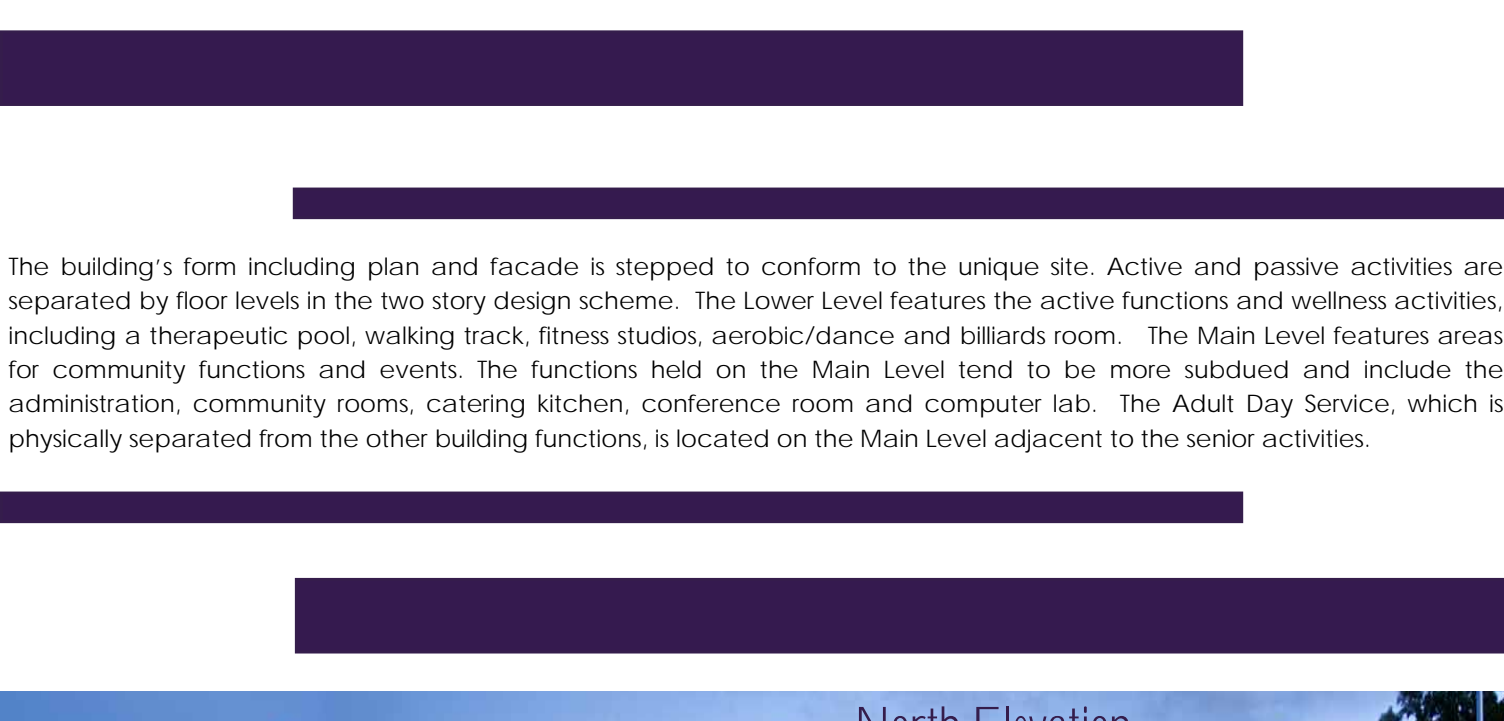 The building's form including plan and facade is stepped to conform to the unique site. Active and passive activities are
separated by floor levels in the two story design scheme. The Lower Level features the active functions and wellness activities,
including a therapeutic pool, walking track, fitness studios, aerobic/dance and billiards room. The Main Level features areas
for community functions and events. The functions held on the Main Level tend to be more subdued and include the
administration, community rooms, catering kitchen, conference room and computer lab. The Adult Day Service, which is
physically separated from the other building functions, is located on the Main Level adjacent to the senior activities.
North Elevation